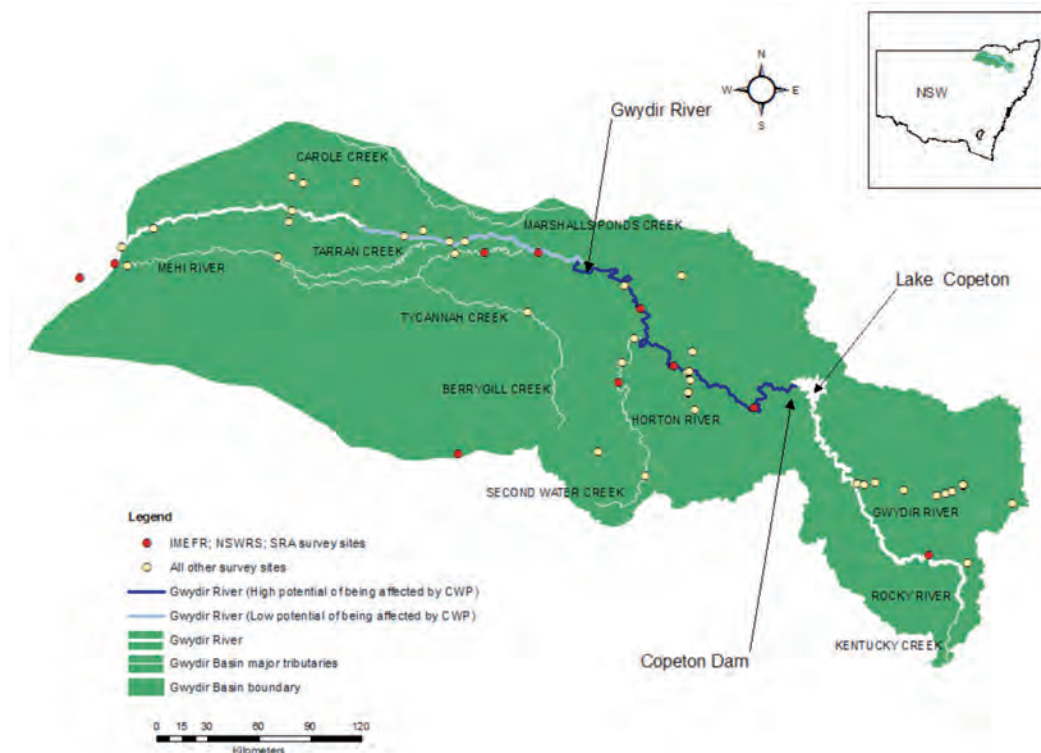 N
W E
S
NSW
Gwydir River
CAROLE CREEK
MARSHALLS PONDS CREEK
TARRAN CREEK
MEHI RIVER
Lake Copeton
TYCANNAH CREEK
BERRYGILL CREEK
HORTON RIVER
SECOND WATER CREEK
GWYDIR RIVER
ROCKY RIVER
KENTUCKY CREEK
Copeton Dam
Legend
IMEFR; NSWRS; SRA survey sites
All other survey sites
Gwydir River (High potential of being affected by CWP)
Gwydir River (Low potential of being affected by CWP)
Gwydir River
Gwydir Basin major tributaries
Gwydir Basin boundary
0 15 30 60 90 120
Kilometers